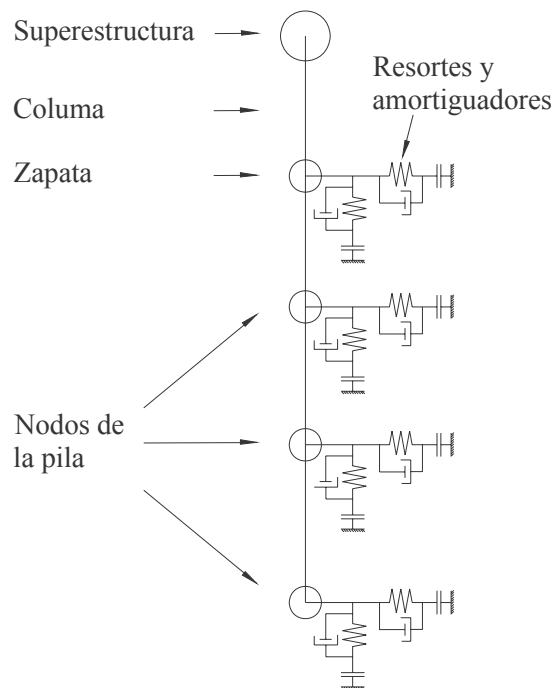 Superestructura
Resortes y
amortiguadores
Columa
Zapata
Nodos de
la pila